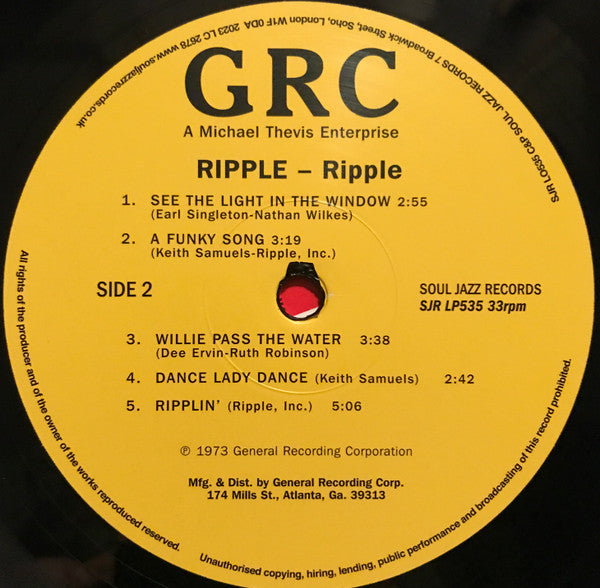 GRC
A Michael Thevis Enterprise
RIPPLE – Ripple
1. SEE THE LIGHT IN THE WINDOW 2:55
(Earl Singleton-Nathan Wilkes)
2. A FUNKY SONG 3:19
(Keith Samuels-Ripple, Inc.)
SIDE 2
SOUL JAZZ RECORDS
SJR LP535 33rpm
3. WILLIE PASS THE WATER 3:38
(Dee Ervin-Ruth Robinson)
4. DANCE LADY DANCE (Keith Samuels) 2:42
5. RIPPLIN' (Ripple, Inc.) 5:06
℗ 1973 General Recording Corporation
Mfg. & Dist. by General Recording Corp.
174 Mills St., Atlanta, Ga. 39313
All rights of the producer and of the owner of the works reproduced reserved.
Unauthorised copying, hiring, lending, public performance and broadcasting of this record prohibited.
SJR LO535 C&P SOUL JAZZ RECORDS 7 Broadwick Street, Soho, London W1F 0DA 2023 LC 2678 www.souljazzrecords.co.uk